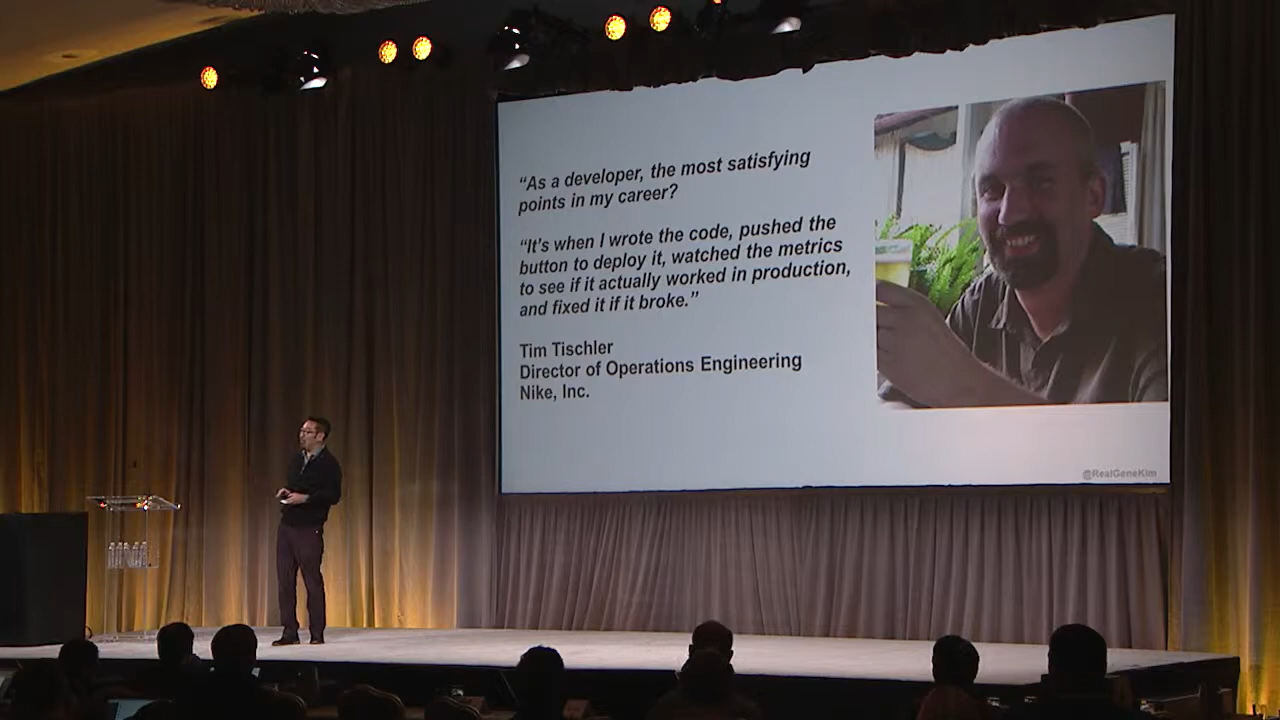 “As a developer, the most satisfying
points in my career?
“It’s when I wrote the code, pushed the
button to deploy it, watched the metrics
to see if it actually worked in production,
and fixed it if it broke.”
Tim Tischler
Director of Operations Engineering
Nike, Inc.
@RealGeneKim